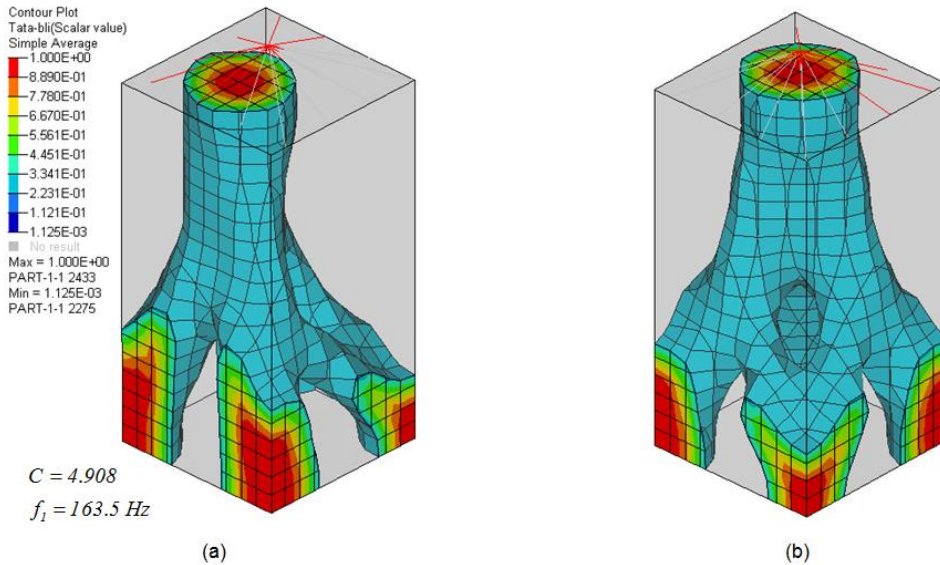 Contour Plot
Tata-bli(Scalar value)
Simple Average
1.000E+00
8.890E-01
7.780E-01
6.670E-01
5.561E-01
4.451E-01
3.341E-01
2.231E-01
1.121E-01
1.125E-03
No result
Max = 1.000E+00
PART-1-1 2433
Min = 1.125E-03
PART-1-1 2275
C = 4.908
f₁ = 163.5 Hz
(a)
(b)